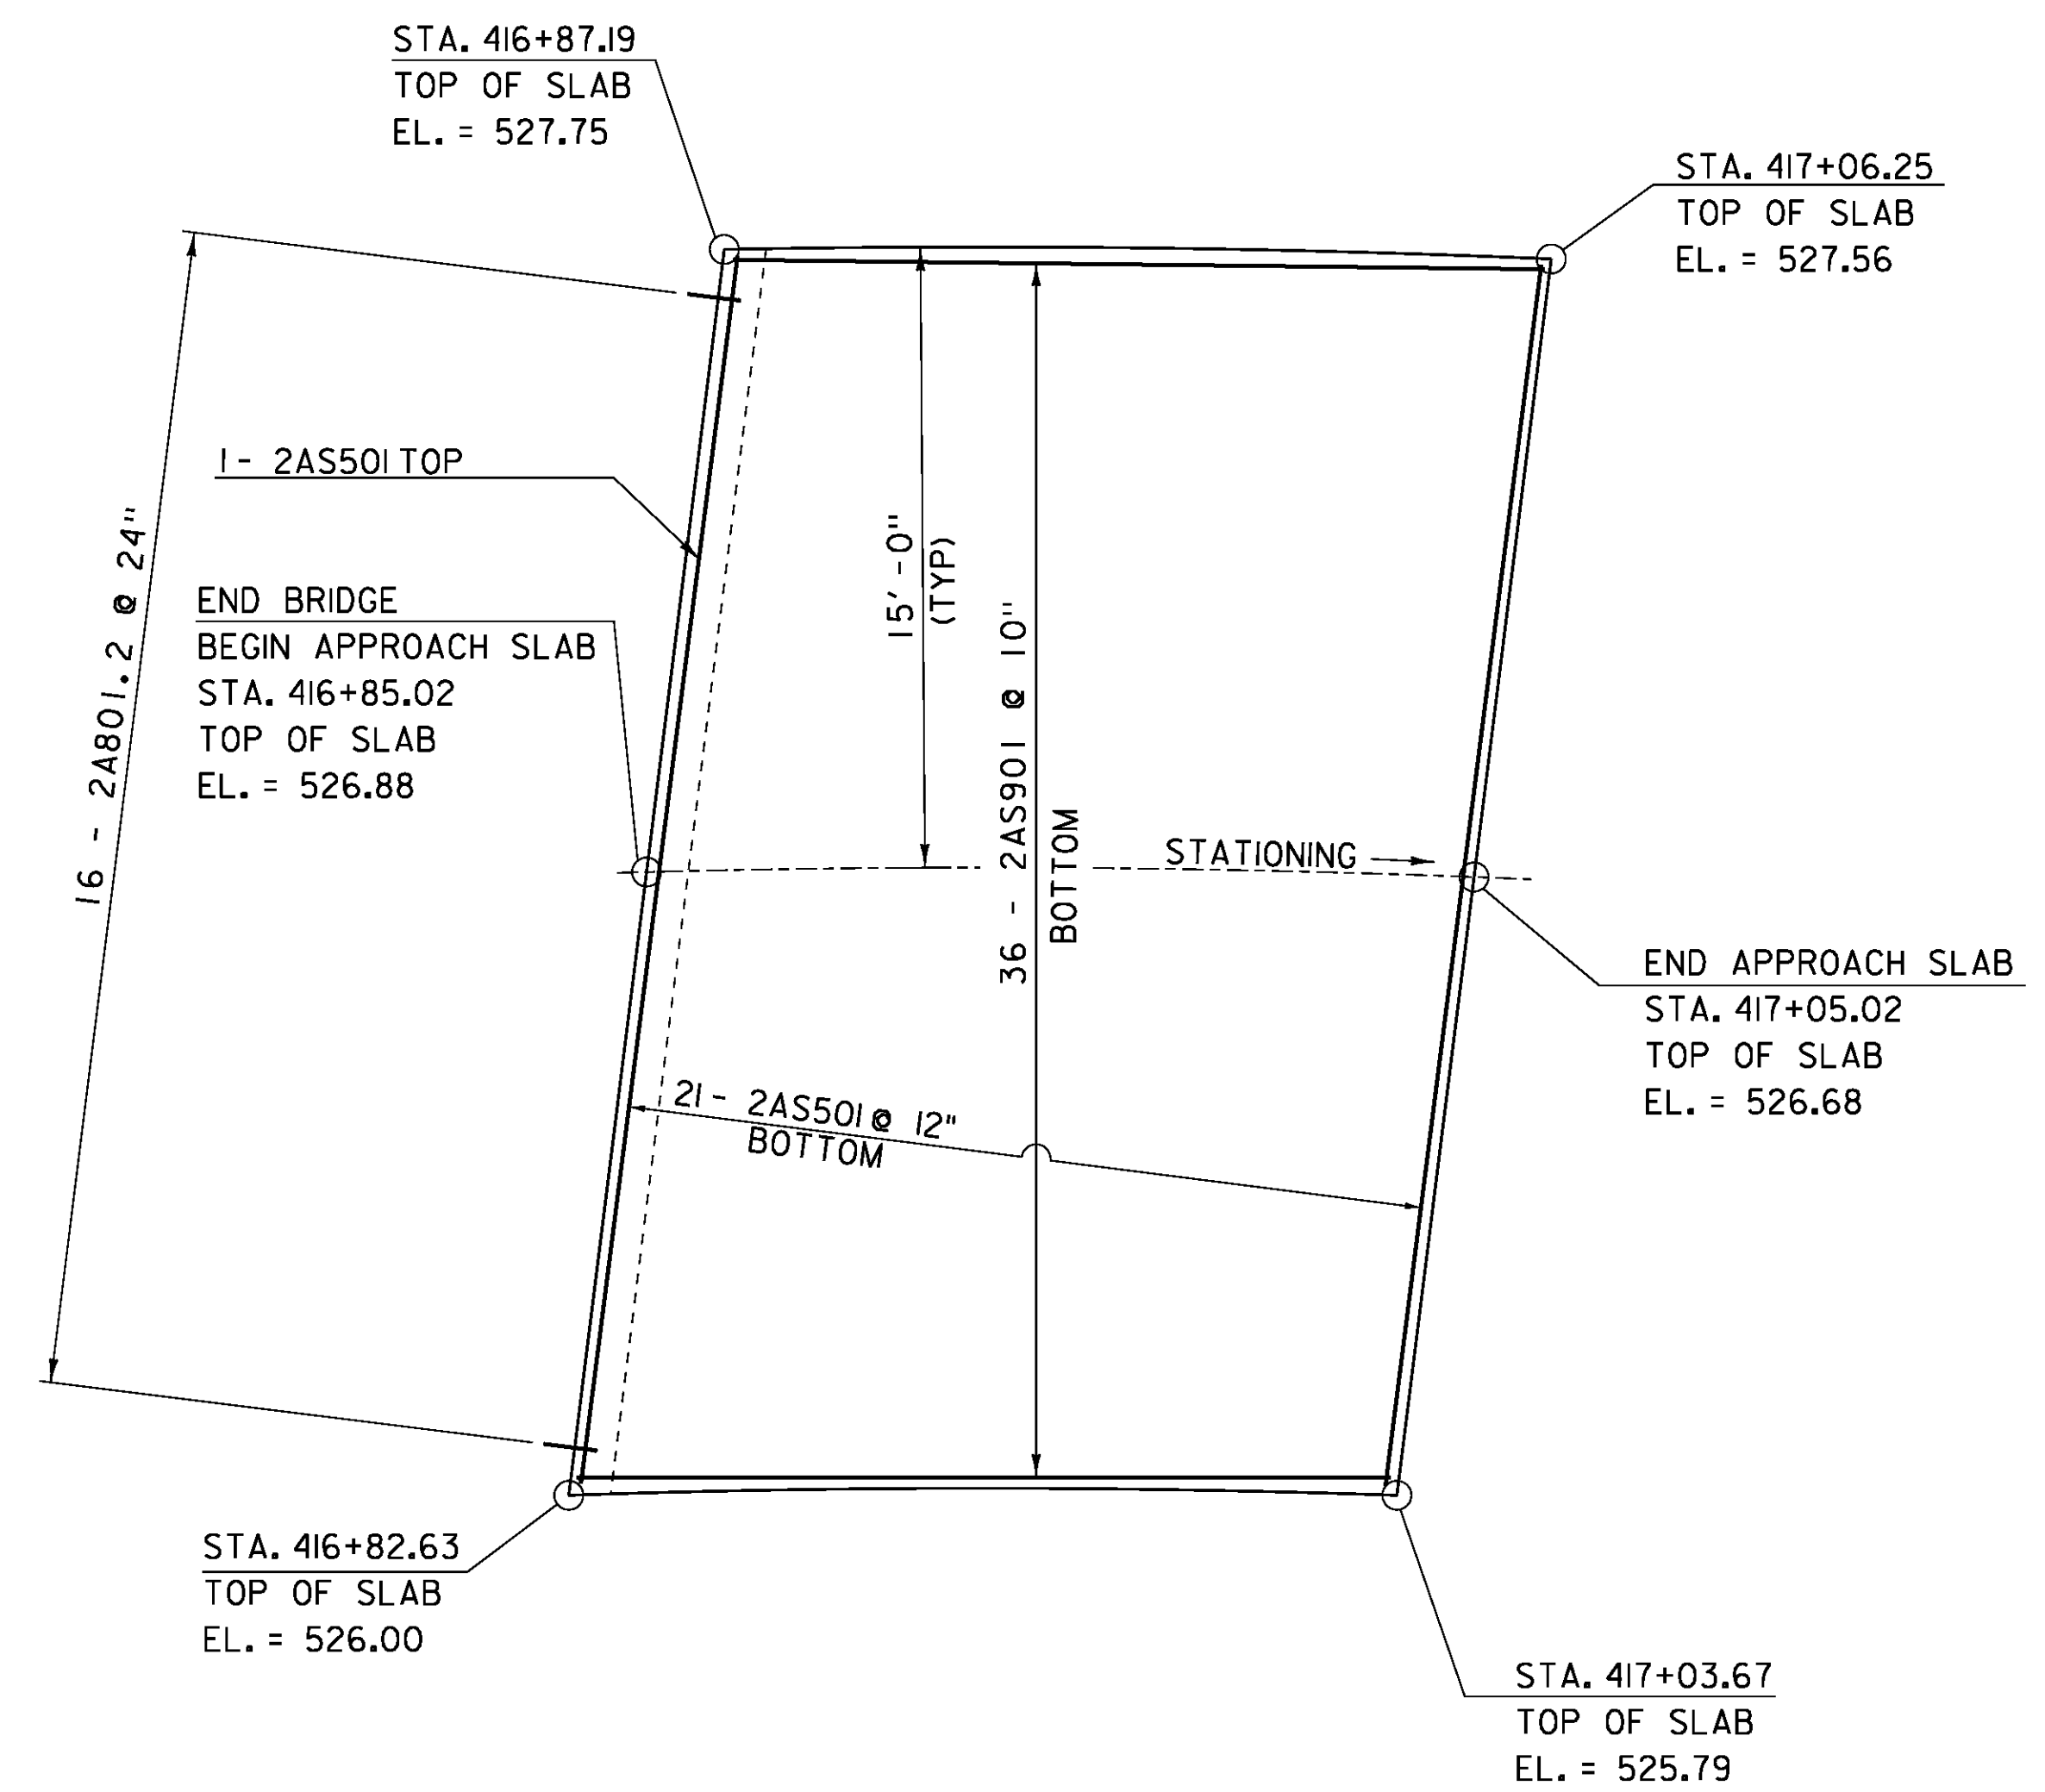 STA. 416+87.19
TOP OF SLAB
EL. = 527.75
STA. 417+06.25
TOP OF SLAB
EL. = 527.56
1- 2AS501 TOP
16 - 2A801.2 @ 24"
END BRIDGE
BEGIN APPROACH SLAB
STA. 416+85.02
TOP OF SLAB
EL. = 526.88
15'-0"
(TYP)
36 - 2AS901 @ 10"
BOTTOM
STATIONING
END APPROACH SLAB
STA. 417+05.02
TOP OF SLAB
EL. = 526.68
21 - 2AS501 @ 12"
BOTTOM
STA. 416+82.63
TOP OF SLAB
EL. = 526.00
STA. 417+03.67
TOP OF SLAB
EL. = 525.79